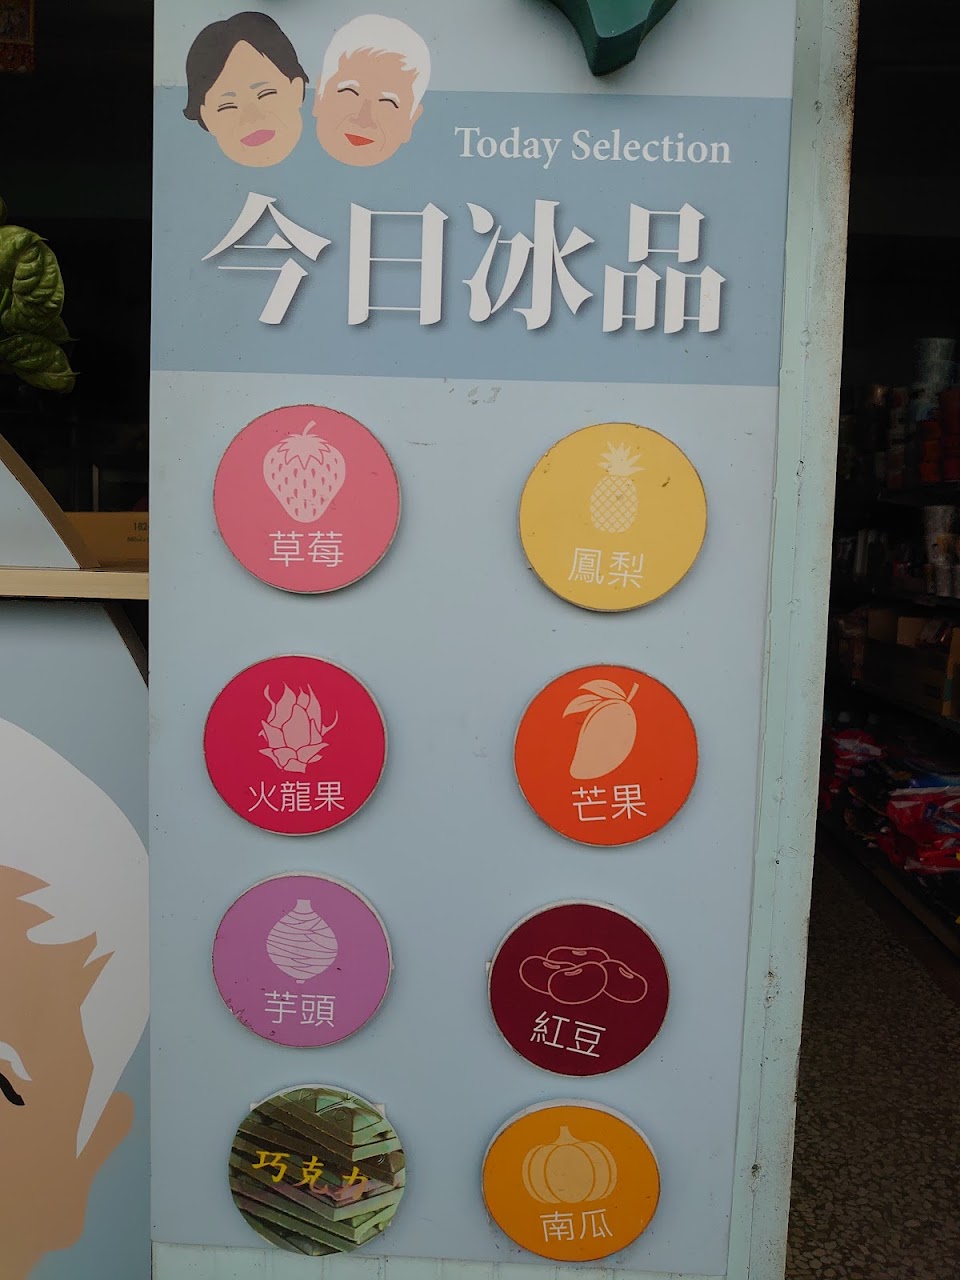 Today Selection
今日冰品
草莓
鳳梨
火龍果
芒果
芋頭
紅豆
巧克力
南瓜